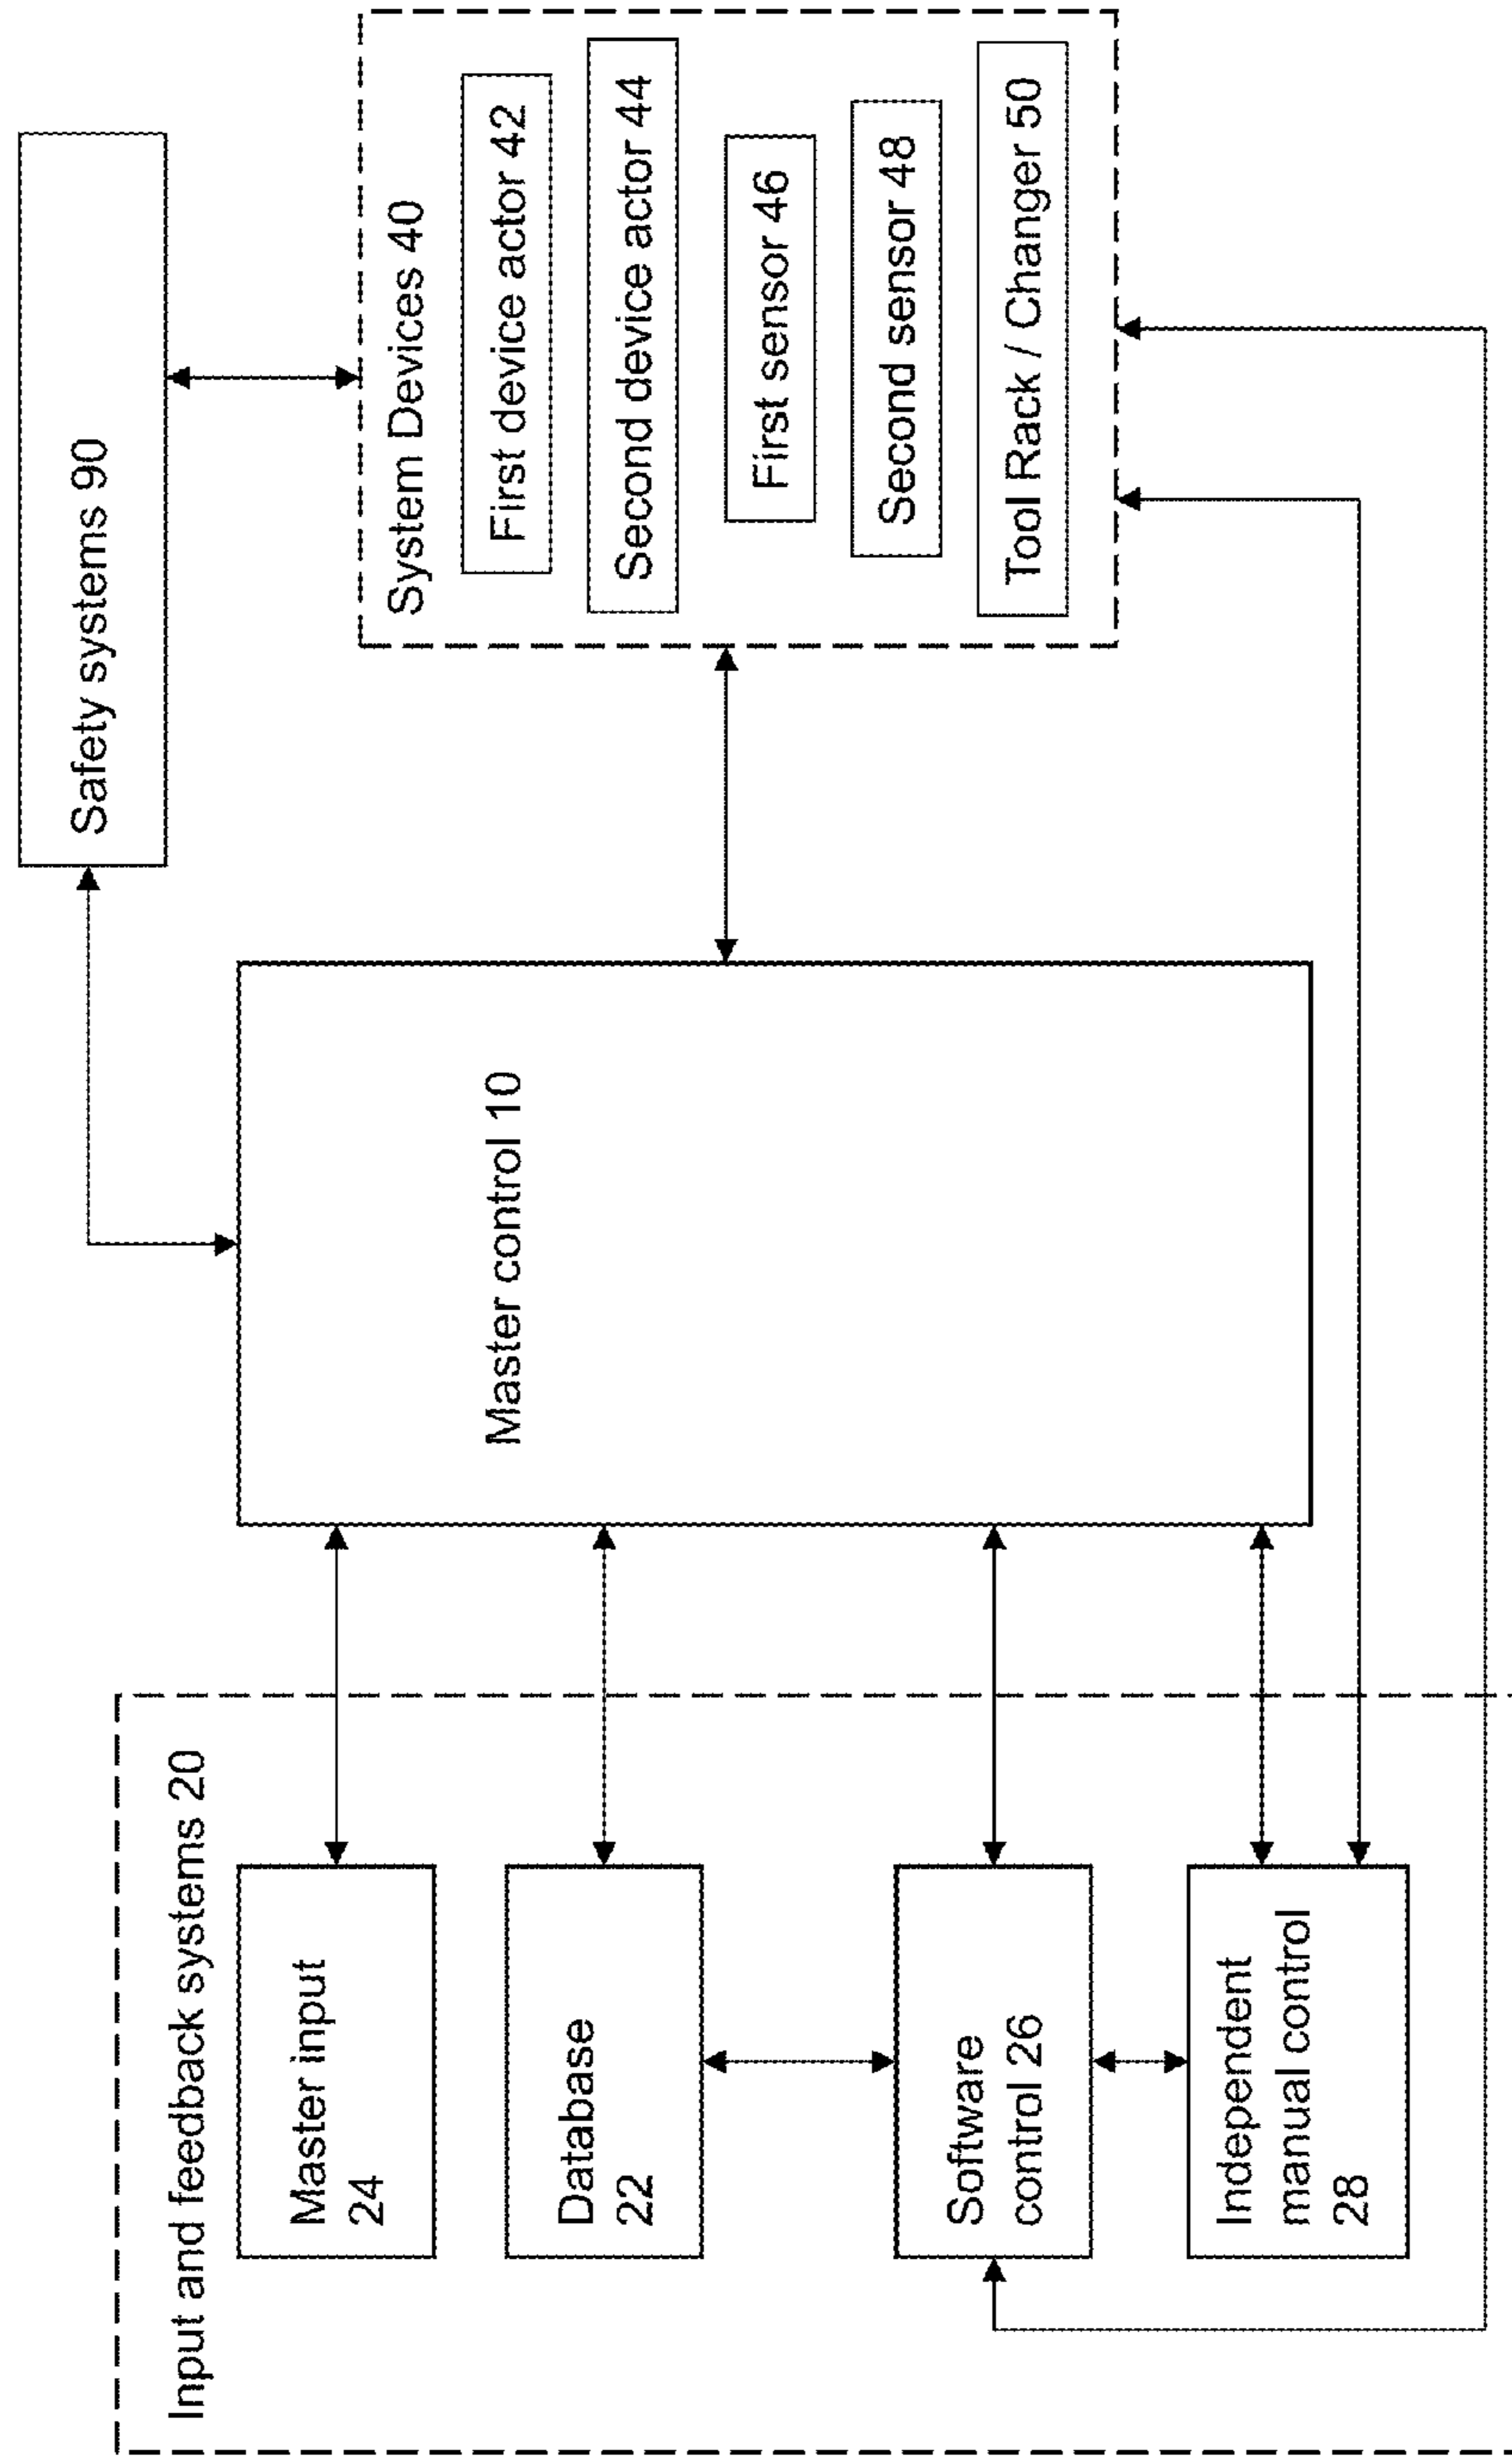 Input and feedback systems 20
Master input
24
Database
22
Software
control 26
Independent
manual control
28
Master control 10
Safety systems 90
System Devices 40
First device actor 42
Second device actor 44
First sensor 46
Second sensor 48
Tool Rack / Changer 50